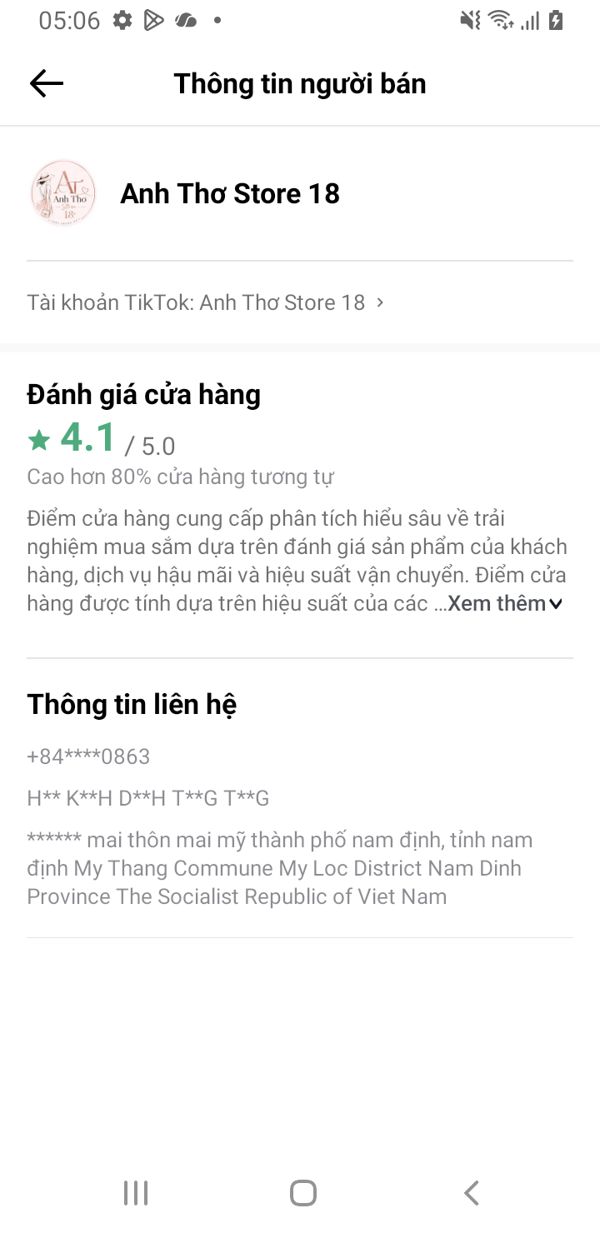 05:06
Thông tin người bán
Anh Thơ
18
Anh Thơ Store 18
Tài khoản TikTok: Anh Thơ Store 18 >
Đánh giá cửa hàng
4.1 / 5.0
Cao hơn 80% cửa hàng tương tự
Điểm cửa hàng cung cấp phân tích hiểu sâu về trải
nghiệm mua sắm dựa trên đánh giá sản phẩm của khách
hàng, dịch vụ hậu mãi và hiệu suất vận chuyển. Điểm cửa
hàng được tính dựa trên hiệu suất của các ...Xem thêm
Thông tin liên hệ
+84****0863
H** K**H D**H T**G T**G
****** mai thôn mai mỹ thành phố nam định, tỉnh nam
định My Thang Commune My Loc District Nam Dinh
Province The Socialist Republic of Viet Nam